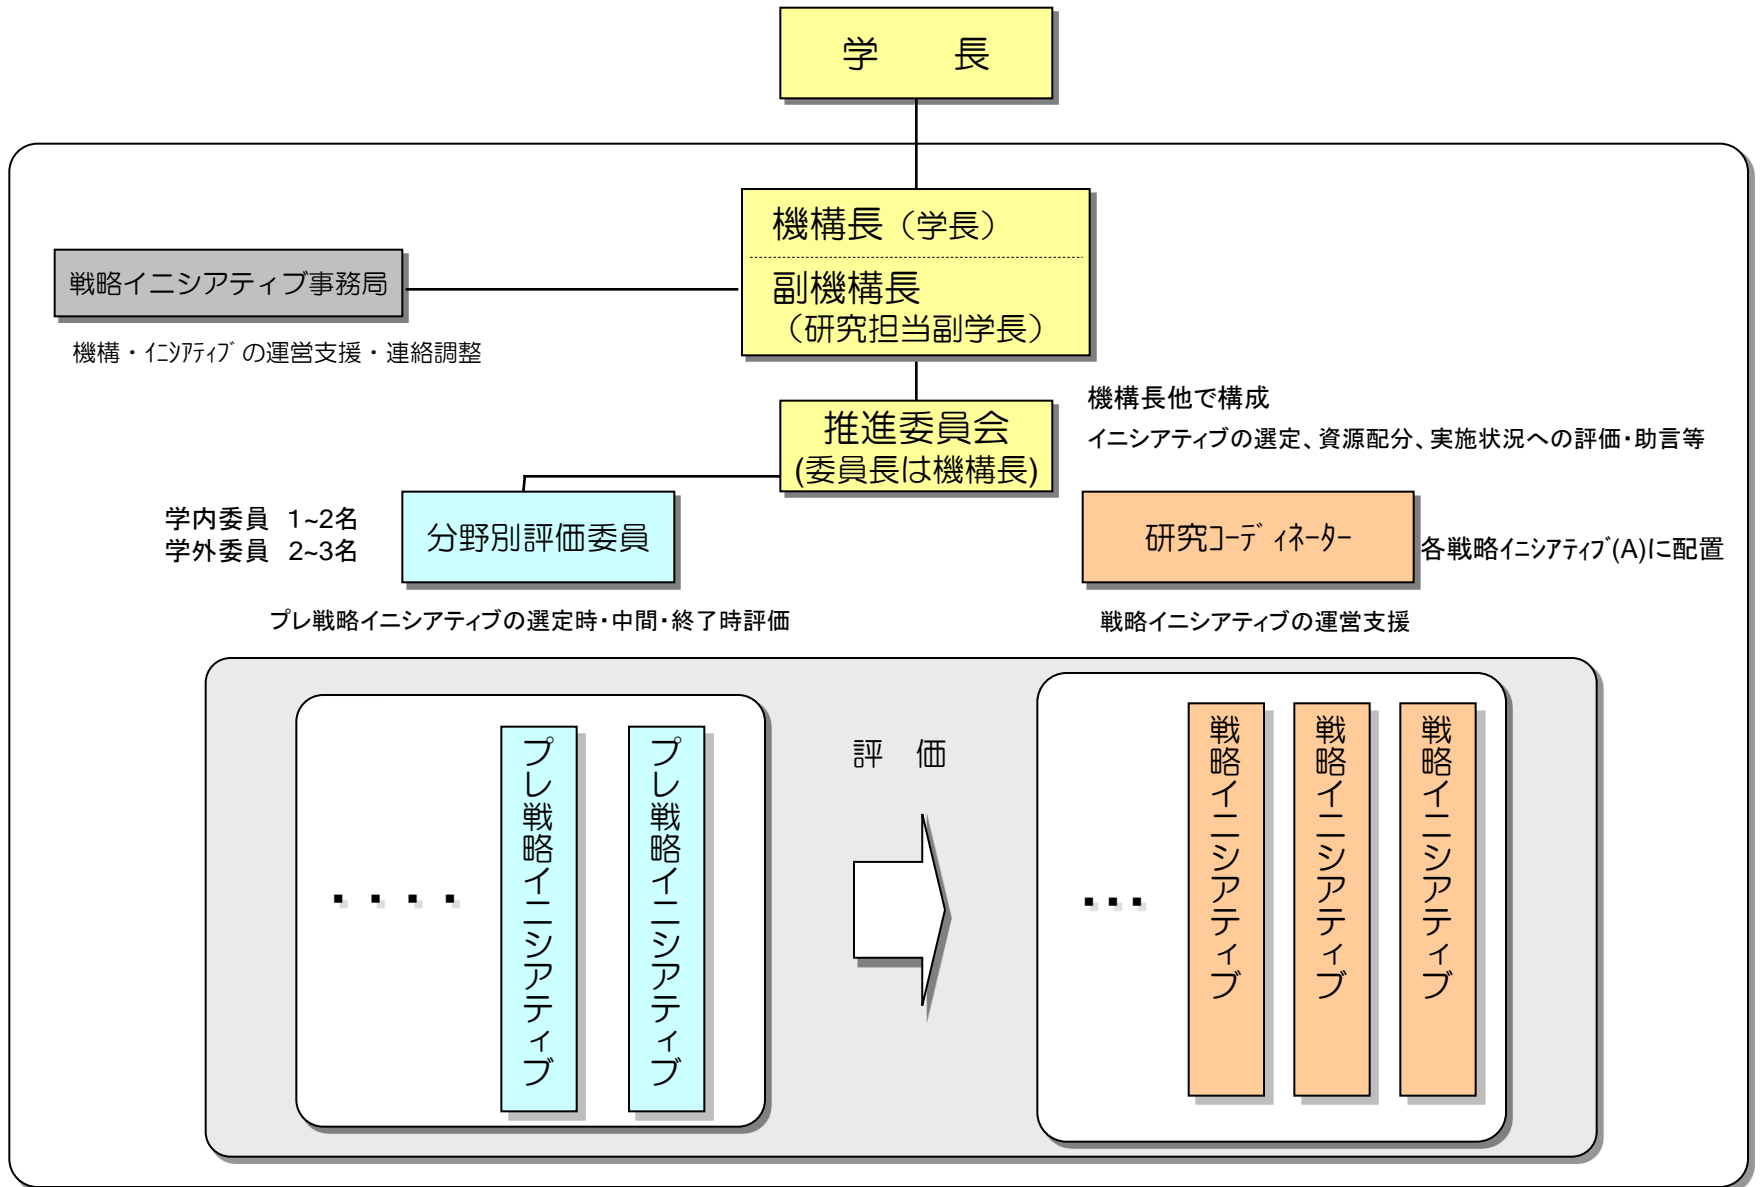 学　長
機構長（学長）
副機構長
（研究担当副学長）
戦略イニシアティブ事務局
機構・ｲﾆｼｱﾃｨﾌﾞの運営支援・連絡調整
推進委員会
(委員長は機構長)
機構長他で構成
イニシアティブの選定、資源配分、実施状況への評価・助言等
学内委員　1~2名
学外委員　2~3名
分野別評価委員
研究ｺｰﾃﾞｨﾈｰﾀｰ
各戦略ｲﾆｼｱﾃｨﾌﾞ(A)に配置
プレ戦略イニシアティブの選定時・中間・終了時評価
戦略イニシアティブの運営支援
プレ戦略イニシアティブ
プレ戦略イニシアティブ
評　価
戦略イニシアティブ
戦略イニシアティブ
戦略イニシアティブ